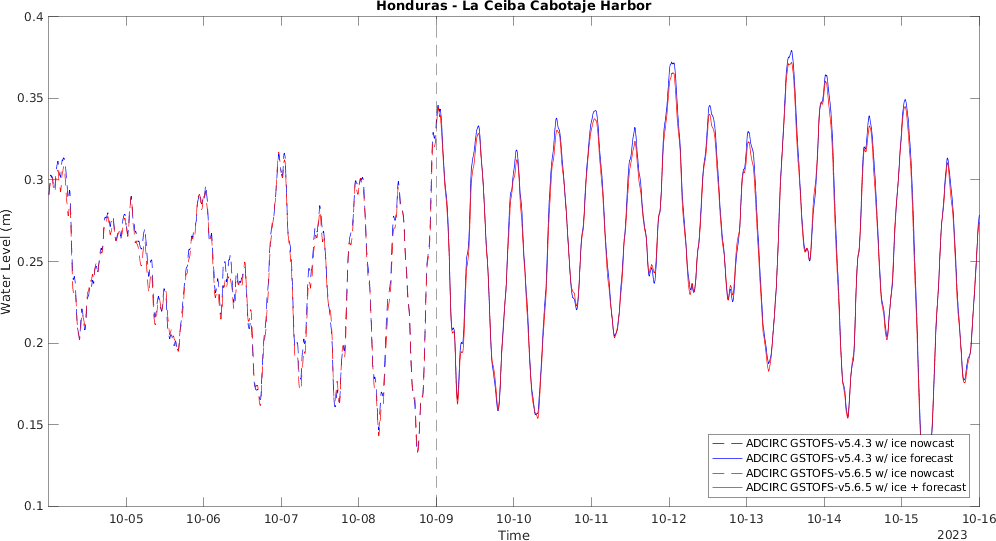 Honduras - La Ceiba Cabotaje Harbor
0.4
0.35
0.3
0.25
0.2
0.15
0.1
Water Level (m)
ADCIRC GSTOFS-v5.4.3 w/ ice nowcast
ADCIRC GSTOFS-v5.4.3 w/ ice forecast
ADCIRC GSTOFS-v5.6.5 w/ ice nowcast
ADCIRC GSTOFS-v5.6.5 w/ ice + forecast
10-05 10-06 10-07 10-08 10-09 10-10 10-11 10-12 10-13 10-14 10-15 10-16
Time
2023